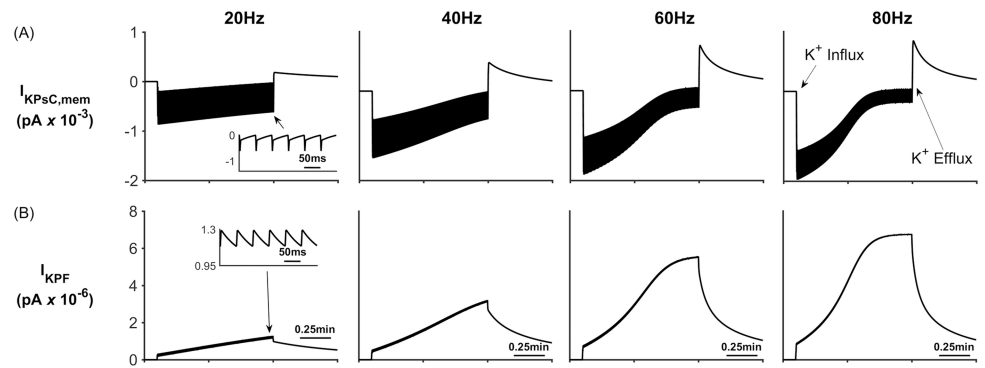 20Hz 40Hz 60Hz 80Hz
(A)
I_KPsC,mem
(pA x 10^-3)
1
0
-1
-2
0
-1
50ms
K^+ Influx
K^+ Efflux
(B)
I_KPF
(pA x 10^-6)
8
6
4
2
0
1.3
0.95
50ms
0.25min
0.25min
0.25min
0.25min